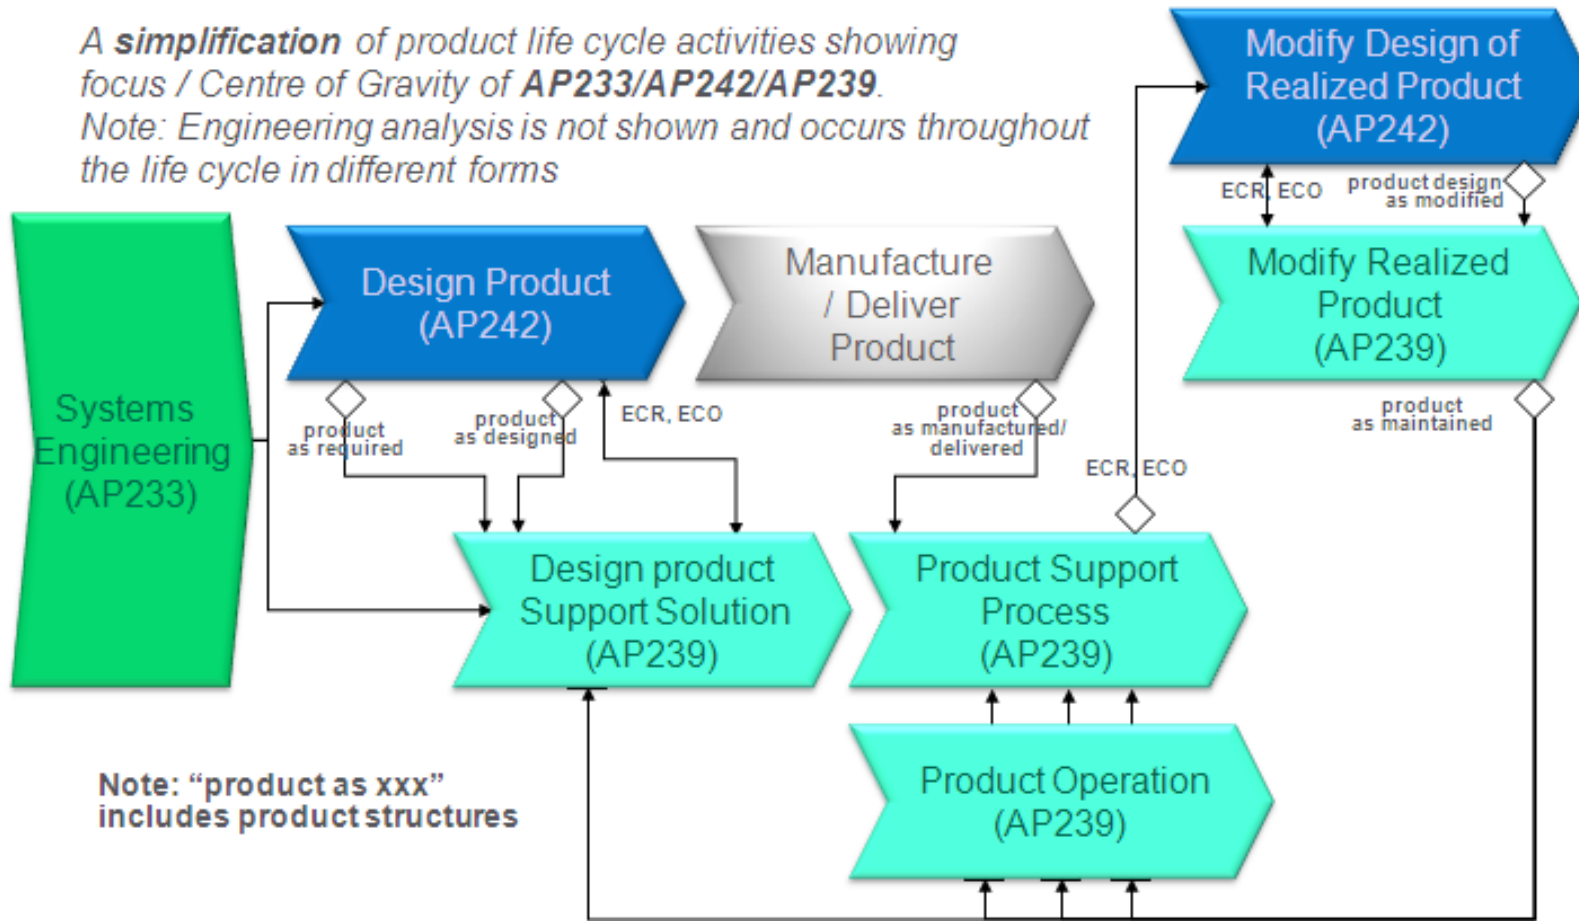 A simplification of product life cycle activities showing
focus / Centre of Gravity of AP233/AP242/AP239.
Note: Engineering analysis is not shown and occurs throughout
the life cycle in different forms
Modify Design of
Realized Product
(AP242)
ECR, ECO
product design
as modified
Design Product
(AP242)
Manufacture
/ Deliver
Product
Modify Realized
Product
(AP239)
Systems
Engineering
(AP233)
product
as required
product
as designed
ECR, ECO
product
as manufactured/
delivered
ECR, ECO
product
as maintained
Design product
Support Solution
(AP239)
Product Support
Process
(AP239)
Product Operation
(AP239)
Note: “product as xxx”
includes product structures